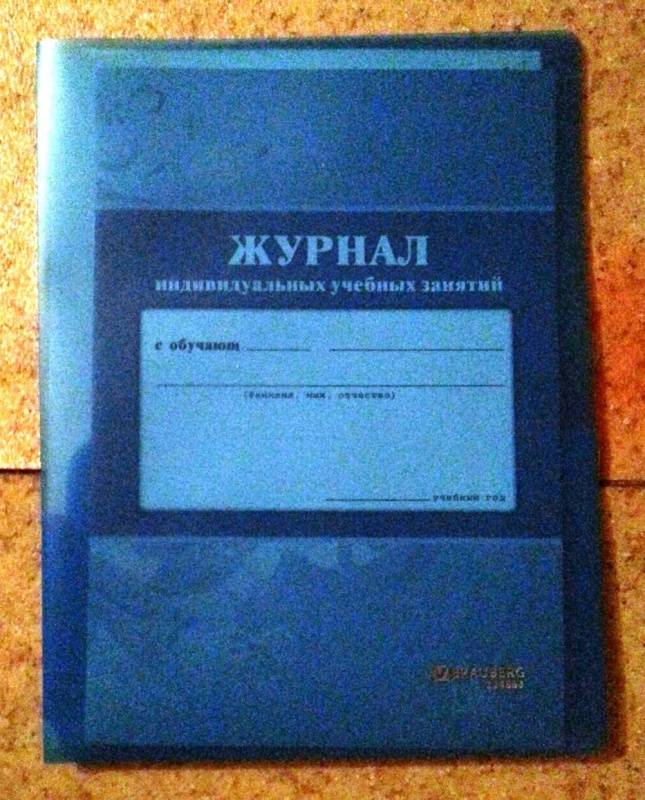 ЖУРНАЛ
индивидуальных учебных занятий
с обучающ
(фамилия, имя, отчество)
учебный год
BRAUBERG